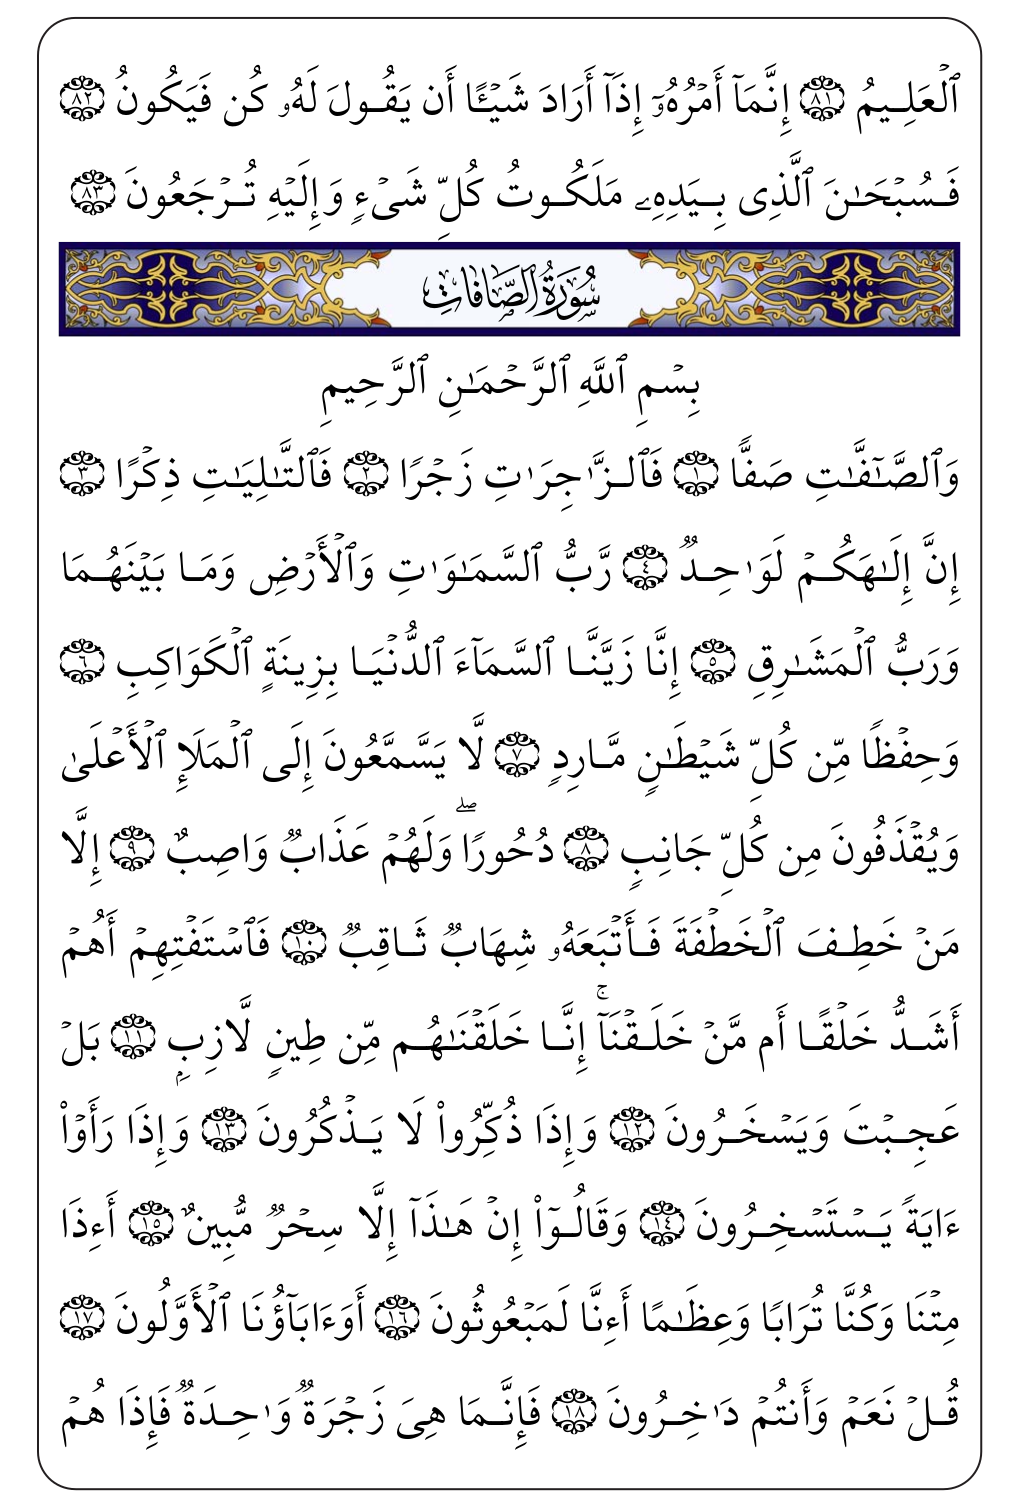 ٱلْعَلِيمُ ٨١ إِنَّمَآ أَمْرُهُۥٓ إِذَآ أَرَادَ شَيْـًٔا أَن يَقُولَ لَهُۥ كُن فَيَكُونُ ٨٢
فَسُبْحَـٰنَ ٱلَّذِى بِيَدِهِۦ مَلَكُوتُ كُلِّ شَىْءٍ وَإِلَيْهِ تُرْجَعُونَ ٨٣
سُورَةُ الصَّافَّاتِ
بِسْمِ ٱللَّهِ ٱلرَّحْمَـٰنِ ٱلرَّحِيمِ
وَٱلصَّـٰٓفَّـٰتِ صَفًّا ١ فَٱلزَّٰجِرَٰتِ زَجْرًا ٢ فَٱلتَّـٰلِيَـٰتِ ذِكْرًا ٣
إِنَّ إِلَـٰهَكُمْ لَوَٰحِدٌ ٤ رَّبُّ ٱلسَّمَـٰوَٰتِ وَٱلْأَرْضِ وَمَا بَيْنَهُمَا
وَرَبُّ ٱلْمَشَـٰرِقِ ٥ إِنَّا زَيَّنَّا ٱلسَّمَآءَ ٱلدُّنْيَا بِزِينَةٍ ٱلْكَوَاكِبِ ٦
وَحِفْظًا مِّن كُلِّ شَيْطَـٰنٍ مَّارِدٍ ٧ لَّا يَسَّمَّعُونَ إِلَى ٱلْمَلَإِ ٱلْأَعْلَىٰ
وَيُقْذَفُونَ مِن كُلِّ جَانِبٍ ٨ دُحُورًا ۖ وَلَهُمْ عَذَابٌ وَاصِبٌ ٩ إِلَّا
مَنْ خَطِفَ ٱلْخَطْفَةَ فَأَتْبَعَهُۥ شِهَابٌ ثَاقِبٌ ١٠ فَٱسْتَفْتِهِمْ أَهُمْ
أَشَدُّ خَلْقًا أَم مَّنْ خَلَقْنَآ ۚ إِنَّا خَلَقْنَـٰهُم مِّن طِينٍ لَّازِبٍۭ ١١ بَلْ
عَجِبْتَ وَيَسْخَرُونَ ١٢ وَإِذَا ذُكِّرُوا۟ لَا يَذْكُرُونَ ١٣ وَإِذَا رَأَوْا۟
ءَايَةً يَسْتَسْخِرُونَ ١٤ وَقَالُوٓا۟ إِنْ هَـٰذَآ إِلَّا سِحْرٌ مُّبِينٌ ١٥ أَءِذَا
مِتْنَا وَكُنَّا تُرَابًا وَعِظَـٰمًا أَءِنَّا لَمَبْعُوثُونَ ١٦ أَوَءَابَآؤُنَا ٱلْأَوَّلُونَ ١٧
قُلْ نَعَمْ وَأَنتُمْ دَٰخِرُونَ ١٨ فَإِنَّمَا هِىَ زَجْرَةٌ وَٰحِدَةٌ فَإِذَا هُمْ